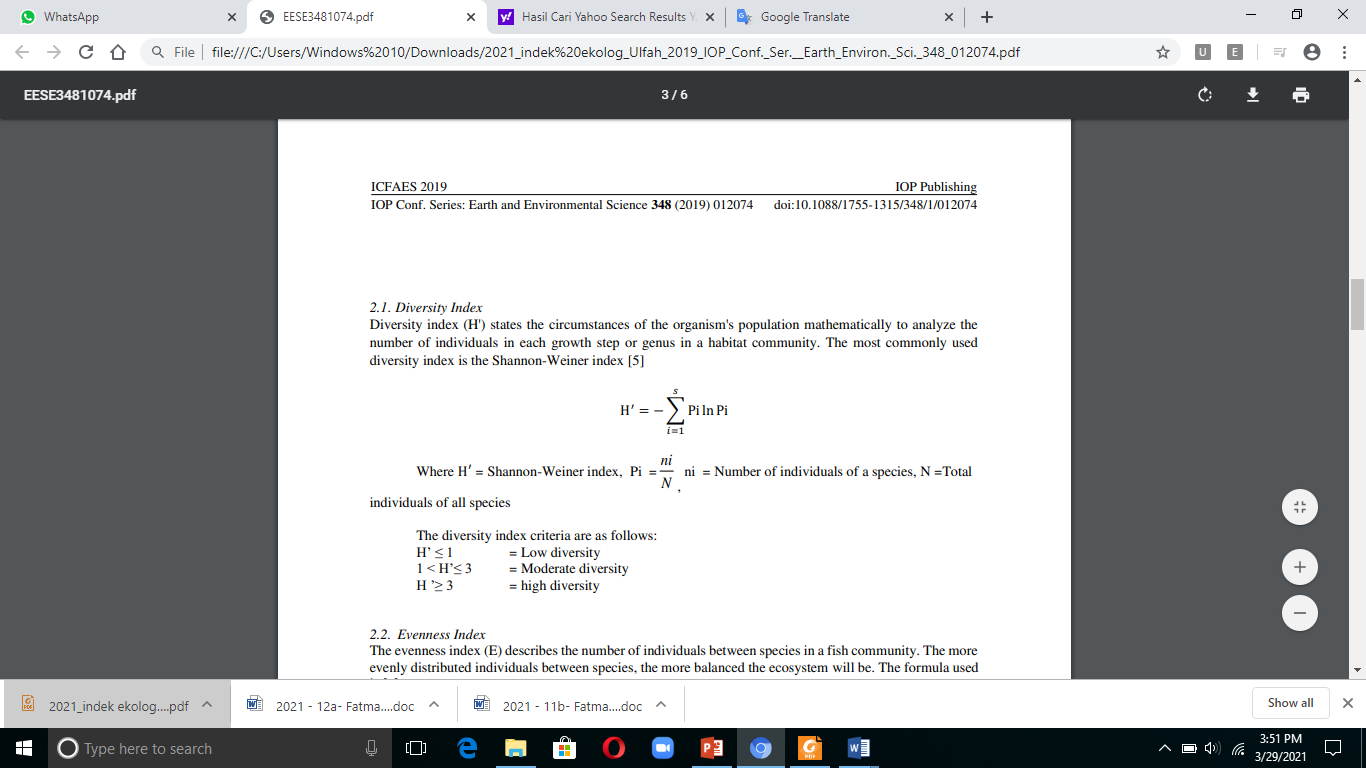 WhatsApp
EESE3481074.pdf
Hasil Cari Yahoo Search Results Y
Google Translate
File
file:///C:/Users/Windows%2010/Downloads/2021_indek%20ekolog_Ulfah_2019_IOP_Conf._Ser.__Earth_Environ._Sci._348_012074.pdf
U
E
EESE3481074.pdf
3 / 6
ICFAES 2019 IOP Publishing
IOP Conf. Series: Earth and Environmental Science 348 (2019) 012074 doi:10.1088/1755-1315/348/1/012074
2.1. Diversity Index
Diversity index (H') states the circumstances of the organism's population mathematically to analyze the
number of individuals in each growth step or genus in a habitat community. The most commonly used
diversity index is the Shannon-Weiner index [5]
H′ = − ∑ s i=1 Pi ln Pi
Where H′ = Shannon-Weiner index, Pi = ni/N , ni = Number of individuals of a species, N =Total
individuals of all species
The diversity index criteria are as follows:
H’ ≤ 1 = Low diversity
1 < H’≤ 3 = Moderate diversity
H ’≥ 3 = high diversity
2.2. Evenness Index
The evenness index (E) describes the number of individuals between species in a fish community. The more
evenly distributed individuals between species, the more balanced the ecosystem will be. The formula used
2021_indek ekolog....pdf
2021 - 12a- Fatma....doc
2021 - 11b- Fatma....doc
Show all
Type here to search
3:51 PM
3/29/2021